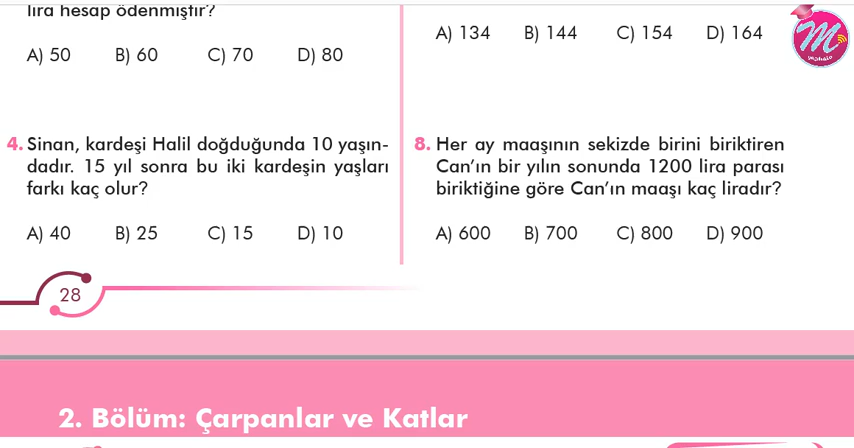 lira hesap ödenmiştir?
A) 50 B) 60 C) 70 D) 80
4. Sinan, kardeşi Halil doğduğunda 10 yaşın-
dadır. 15 yıl sonra bu iki kardeşin yaşları
farkı kaç olur?
A) 40 B) 25 C) 15 D) 10
A) 134 B) 144 C) 154 D) 164
8. Her ay maaşının sekizde birini biriktiren
Can'ın bir yılın sonunda 1200 lira parası
biriktiğine göre Can'ın maaşı kaç liradır?
A) 600 B) 700 C) 800 D) 900
28
2. Bölüm: Çarpanlar ve Katlar